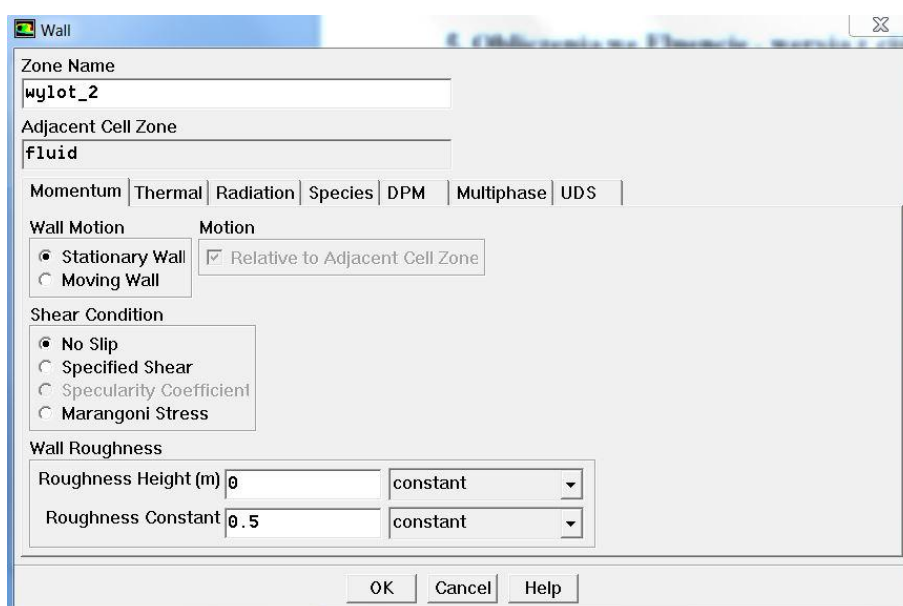 Wall
Zone Name
wylot_2
Adjacent Cell Zone
fluid
Momentum Thermal Radiation Species DPM Multiphase UDS
Wall Motion Motion
Stationary Wall Relative to Adjacent Cell Zone
Moving Wall
Shear Condition
No Slip
Specified Shear
Specularity Coefficient
Marangoni Stress
Wall Roughness
Roughness Height (m) 0 constant
Roughness Constant 0.5 constant
OK Cancel Help